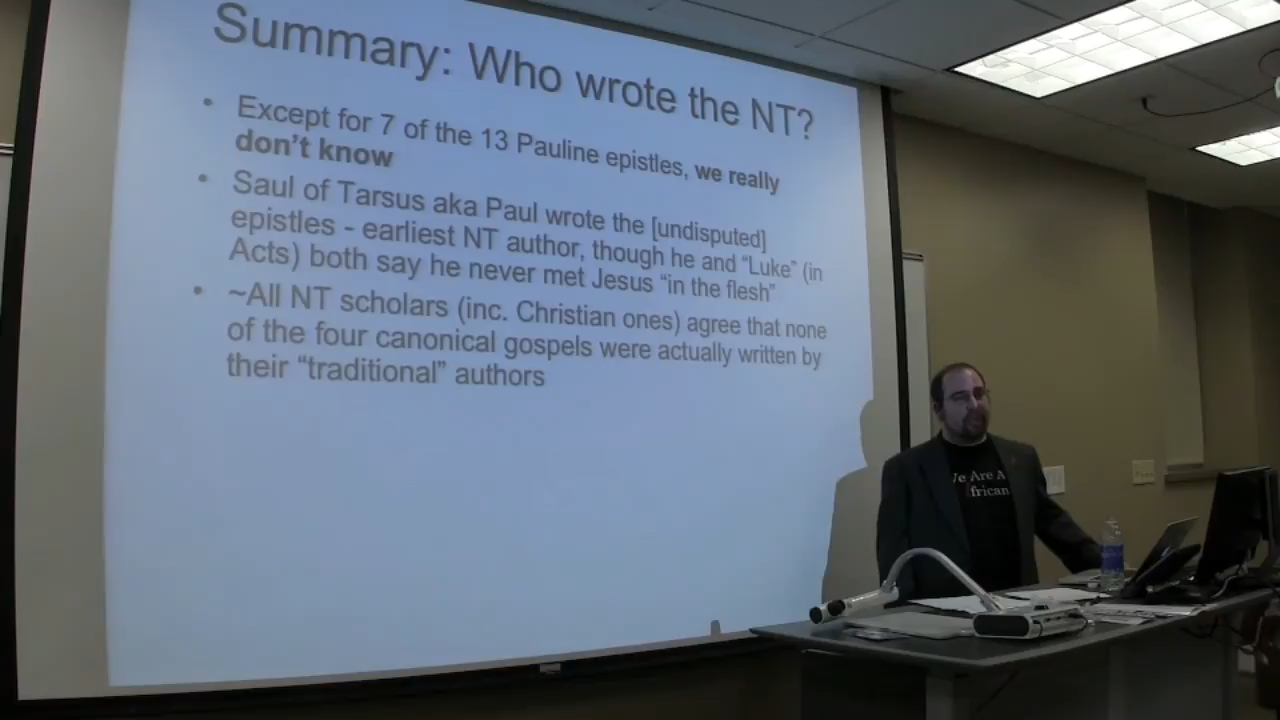 Summary: Who wrote the NT?
• Except for 7 of the 13 Pauline epistles, we really
don't know
• Saul of Tarsus aka Paul wrote the [undisputed]
epistles - earliest NT author, though he and “Luke” (in
Acts) both say he never met Jesus “in the flesh”
• ~All NT scholars (inc. Christian ones) agree that none
of the four canonical gospels were actually written by
their “traditional” authors
We Are A
frican